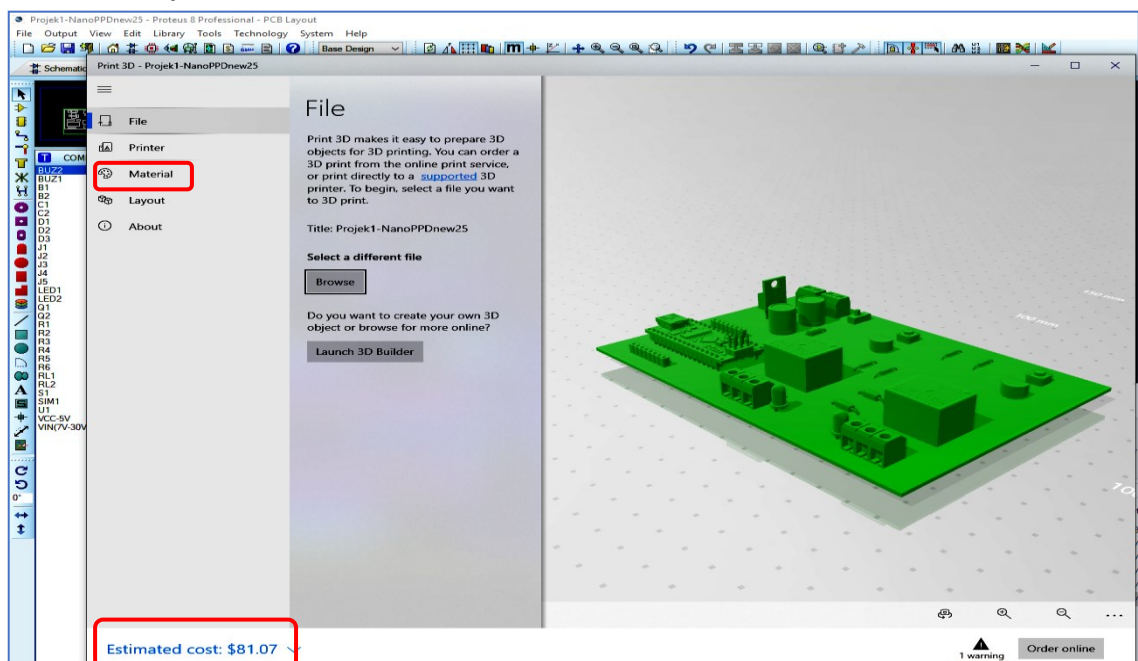 Projek1-NanoPPDnew25 - Proteus 8 Professional - PCB Layout
File Output View Edit Library Tools Technology System Help
Base Design
Schematic
Print 3D - Projek1-NanoPPDnew25
File
Printer
Material
Layout
About
File
Print 3D makes it easy to prepare 3D
objects for 3D printing. You can order a
3D print from the online print service,
or print directly to a supported 3D
printer. To begin, select a file you want
to 3D print.
Title: Projek1-NanoPPDnew25
Select a different file
Browse
Do you want to create your own 3D
object or browse for more online?
Launch 3D Builder
COM
BUZ2
BUZ1
B1
B2
C1
C2
D1
D2
D3
J1
J2
J3
J4
J5
LED1
LED2
Q1
Q2
R1
R2
R3
R4
R5
R6
RL1
RL2
S1
SIM1
U1
VCC-5V
VIN(7V-30V
0°
150 mm
100 mm
Estimated cost: $81.07
1 warning
Order online